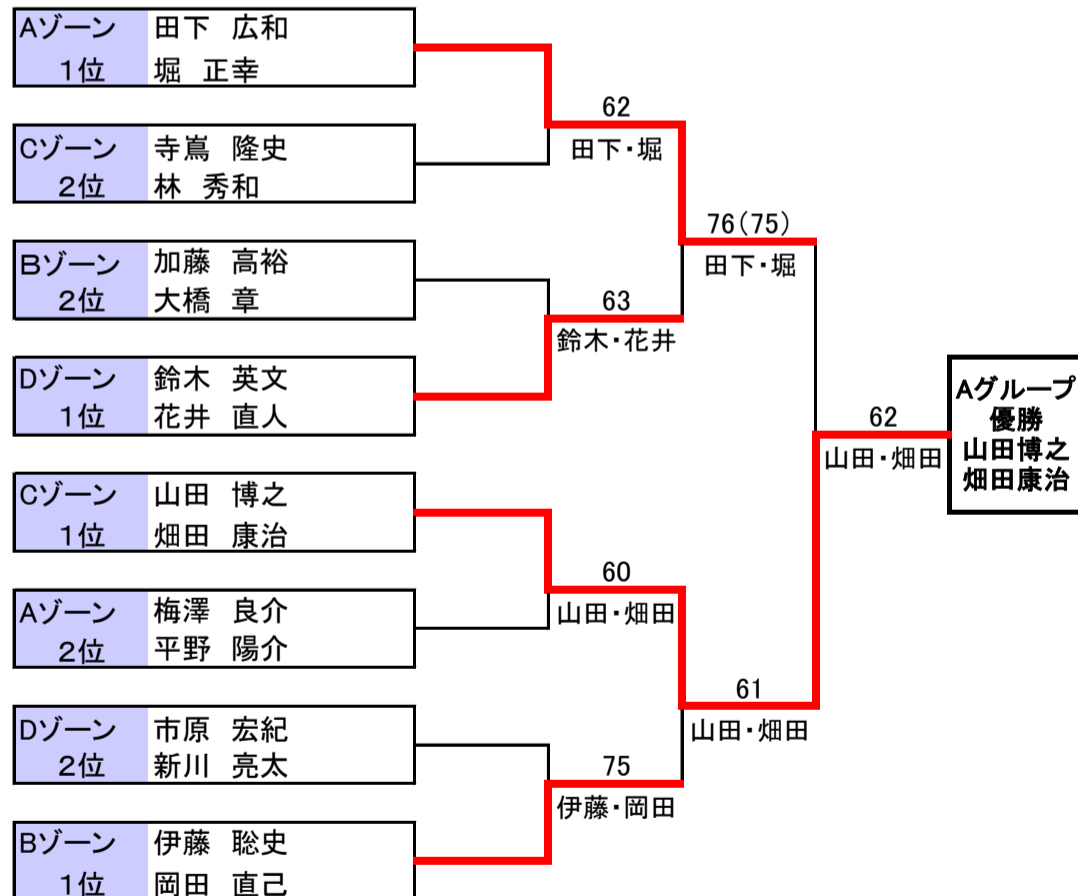 Aゾーン 田下 広和
1位 堀 正幸
Cゾーン 寺嶌 隆史
2位 林 秀和
Bゾーン 加藤 高裕
2位 大橋 章
Dゾーン 鈴木 英文
1位 花井 直人
Cゾーン 山田 博之
1位 畑田 康治
Aゾーン 梅澤 良介
2位 平野 陽介
Dゾーン 市原 宏紀
2位 新川 亮太
Bゾーン 伊藤 聡史
1位 岡田 直己
62
田下・堀
63
鈴木・花井
60
山田・畑田
75
伊藤・岡田
76(75)
田下・堀
61
山田・畑田
62
山田・畑田
Aグループ
優勝
山田博之
畑田康治